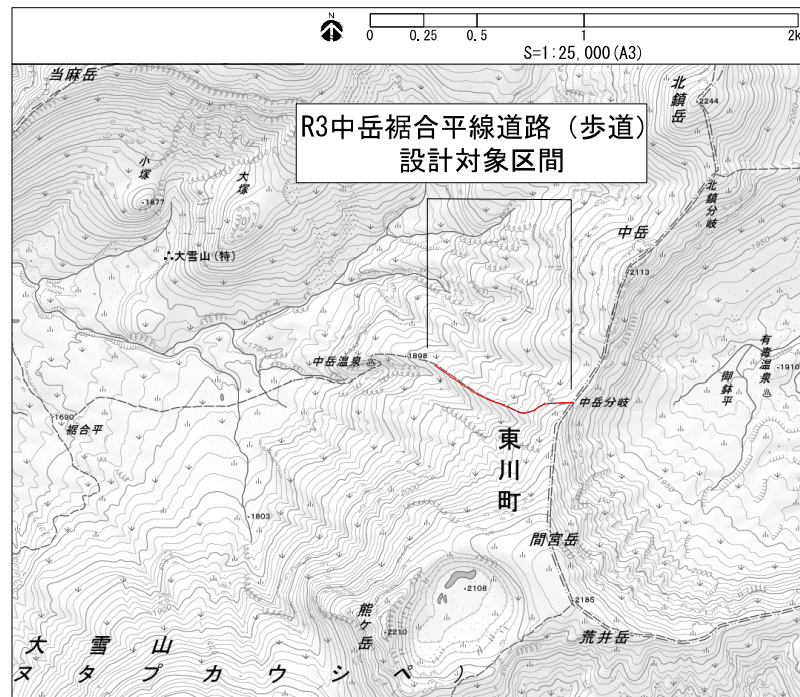 N
0 0.25 0.5 1 2k
S=1:25,000(A3)
当麻岳
北鎮岳
2244
R3中岳裾合平線道路（歩道）
設計対象区間
小塚
大塚
1877
北鎮分岐
1950
中岳
大雪山(特)
2113
1750
有毒温泉
中岳温泉
1898
1910
御鉢平
中岳分岐
1690
裾合平
東川町
2000
1950
1803
間宮岳
2108
2185
熊ヶ岳
2210
荒井岳
大雪山
ヌタプカウシペ）